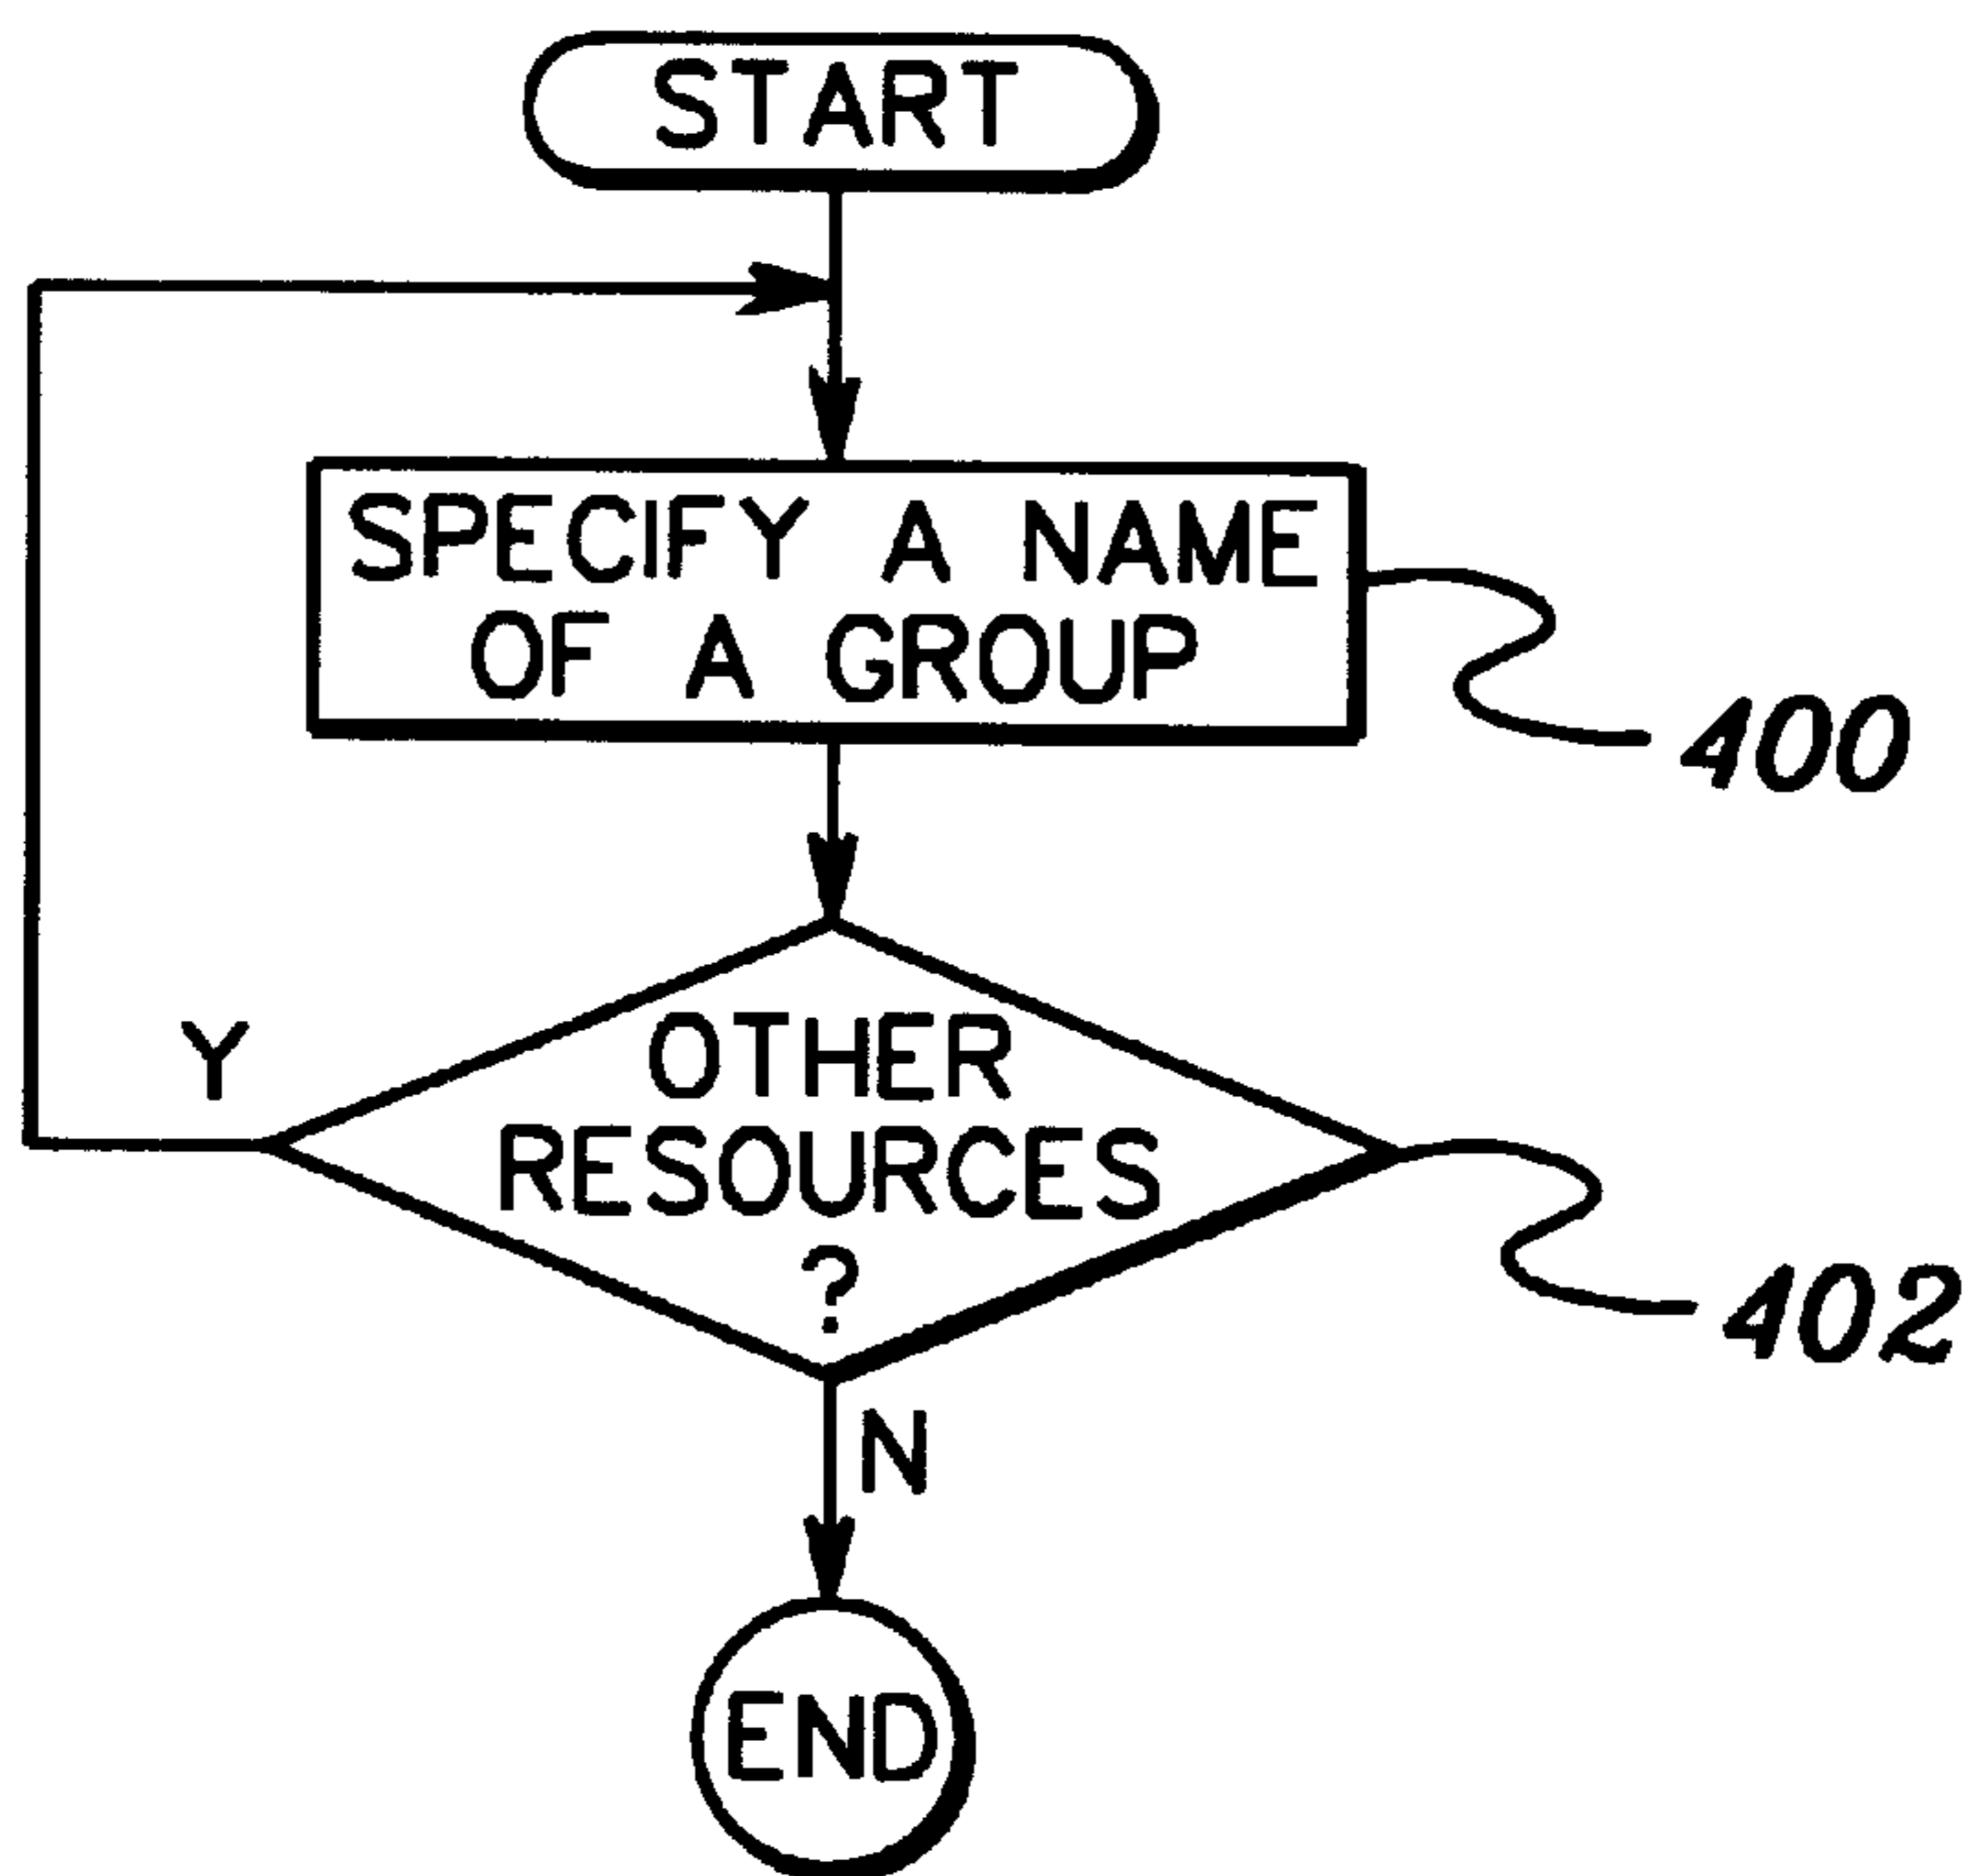 START
SPECIFY A NAME
OF A GROUP
400
Y
OTHER
RESOURCES
?
402
N
END